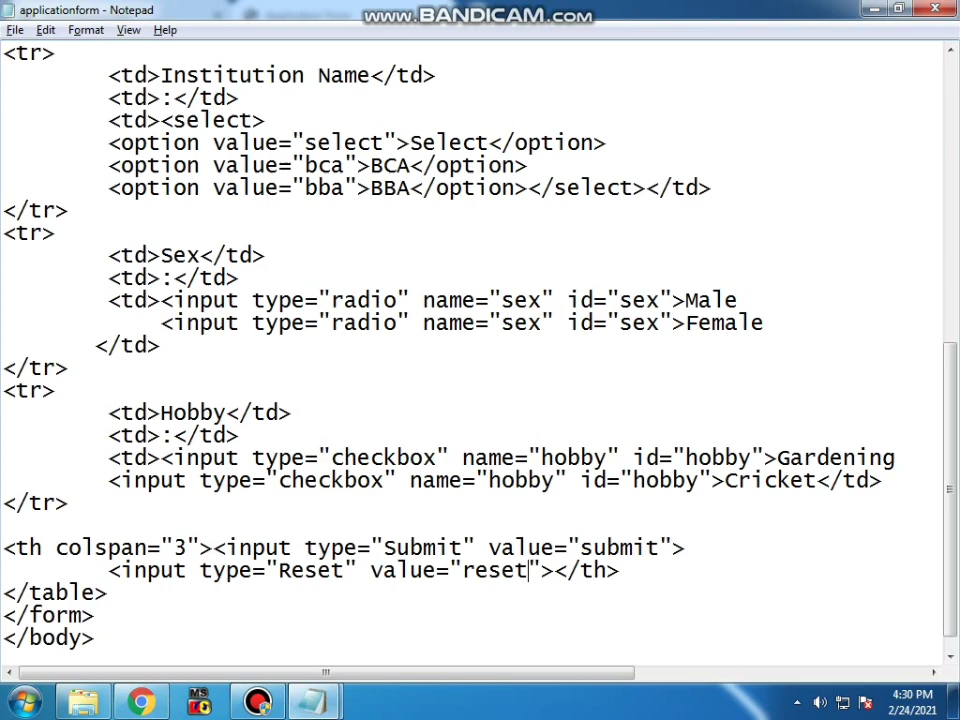 applicationform - Notepad
www.BANDICAM.com
File Edit Format View Help
<tr>
<td>Institution Name</td>
<td>:</td>
<td><select>
<option value="select">Select</option>
<option value="bca">BCA</option>
<option value="bba">BBA</option></select></td>
</tr>
<tr>
<td>Sex</td>
<td>:</td>
<td><input type="radio" name="sex" id="sex">Male
<input type="radio" name="sex" id="sex">Female
</td>
</tr>
<tr>
<td>Hobby</td>
<td>:</td>
<td><input type="checkbox" name="hobby" id="hobby">Gardening
<input type="checkbox" name="hobby" id="hobby">Cricket</td>
</tr>
<th colspan="3"><input type="Submit" value="submit">
<input type="Reset" value="reset"></th>
</table>
</form>
</body>
MS
4:30 PM
2/24/2021